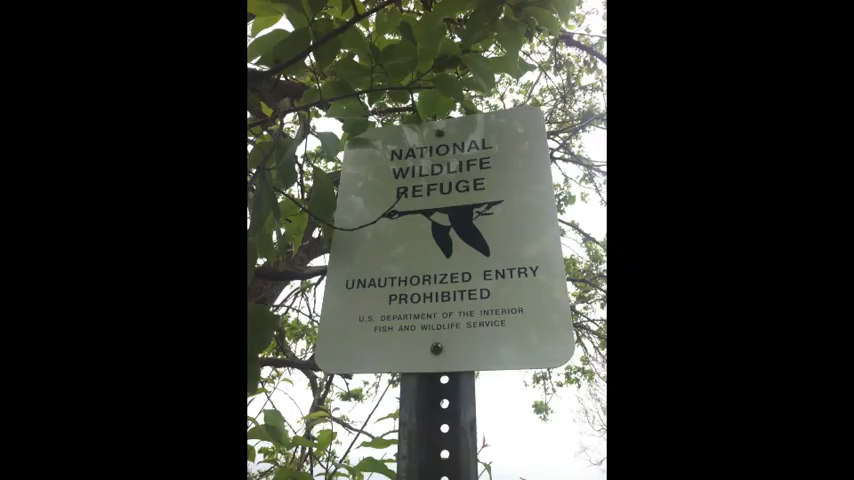 NATIONAL
WILDLIFE
REFUGE
UNAUTHORIZED ENTRY
PROHIBITED
U.S. DEPARTMENT OF THE INTERIOR
FISH AND WILDLIFE SERVICE